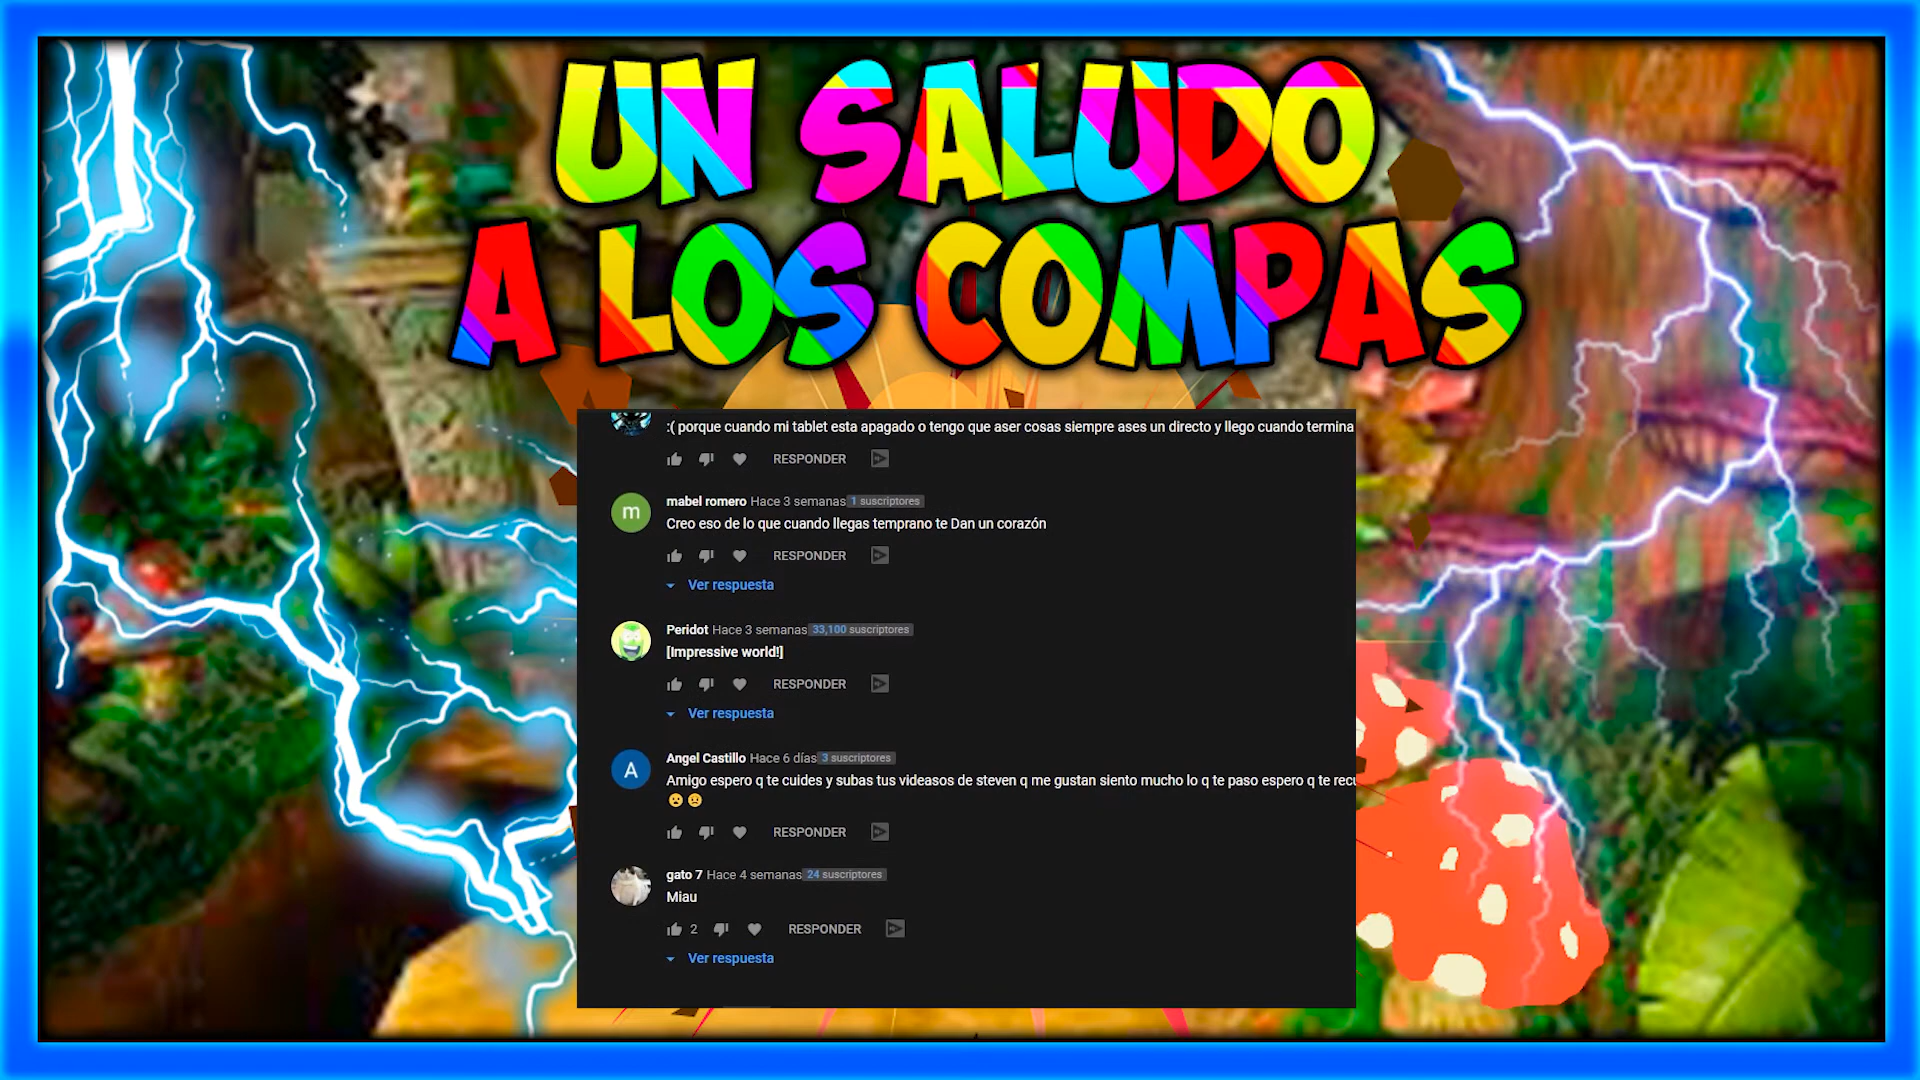 UN SALUDO
A LOS COMPAS
:( porque cuando mi tablet esta apagado o tengo que aser cosas siempre ases un directo y llego cuando termina
RESPONDER
mabel romero Hace 3 semanas 1 suscriptores
m
Creo eso de lo que cuando llegas temprano te Dan un corazón
RESPONDER
Ver respuesta
Peridot Hace 3 semanas 33,100 suscriptores
[Impressive world!]
RESPONDER
Ver respuesta
Angel Castillo Hace 6 días 3 suscriptores
A
Amigo espero q te cuides y subas tus videasos de steven q me gustan siento mucho lo q te paso espero q te
RESPONDER
gato 7 Hace 4 semanas 24 suscriptores
Miau
2 RESPONDER
Ver respuesta